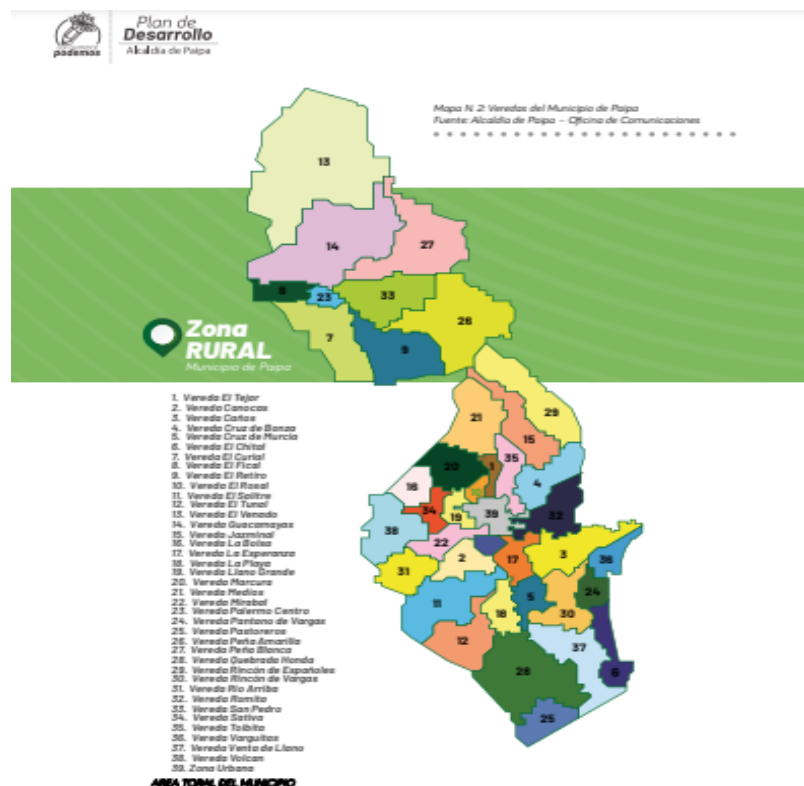 podemos
Plan de
Desarrollo
Alcaldía de Paipa
Mapa N. 2: Veredas del Municipio de Paipa
Fuente: Alcaldía de Paipa – Oficina de Comunicaciones
13
14
27
8
23
33
26
7
9
Zona
RURAL
Municipio de Paipa
1. Vereda El Tejar
2. Vereda Canocas
3. Vereda Caños
4. Vereda Cruz de Bonza
5. Vereda Cruz de Murcia
6. Vereda El Chital
7. Vereda El Curial
8. Vereda El Fical
9. Vereda El Retiro
10. Vereda El Rosal
11. Vereda El Salitre
12. Vereda El Tunal
13. Vereda El Venado
14. Vereda Guacamayas
15. Vereda Jazminal
16. Vereda La Bolsa
17. Vereda La Esperanza
18. Vereda La Playa
19. Vereda Llano Grande
20. Vereda Marcura
21. Vereda Medios
22. Vereda Mirabal
23. Vereda Palermo Centro
24. Vereda Pantano de Vargas
25. Vereda Pastoreros
26. Vereda Peña Amarilla
27. Vereda Peña Blanca
28. Vereda Quebrada Honda
29. Vereda Rincón de Españoles
30. Vereda Rincón de Vargas
31. Vereda Río Arriba
32. Vereda Romita
33. Vereda San Pedro
34. Vereda Sativa
35. Vereda Toibita
36. Vereda Varguitas
37. Vereda Venta de Llano
38. Vereda Volcan
39. Zona Urbana
AREA TORAL DEL MUNICIPIO
29
21
15
35
20
1
4
16
34
19
39
32
38
22
2
17
3
36
31
11
18
5
24
30
12
37
28
6
25